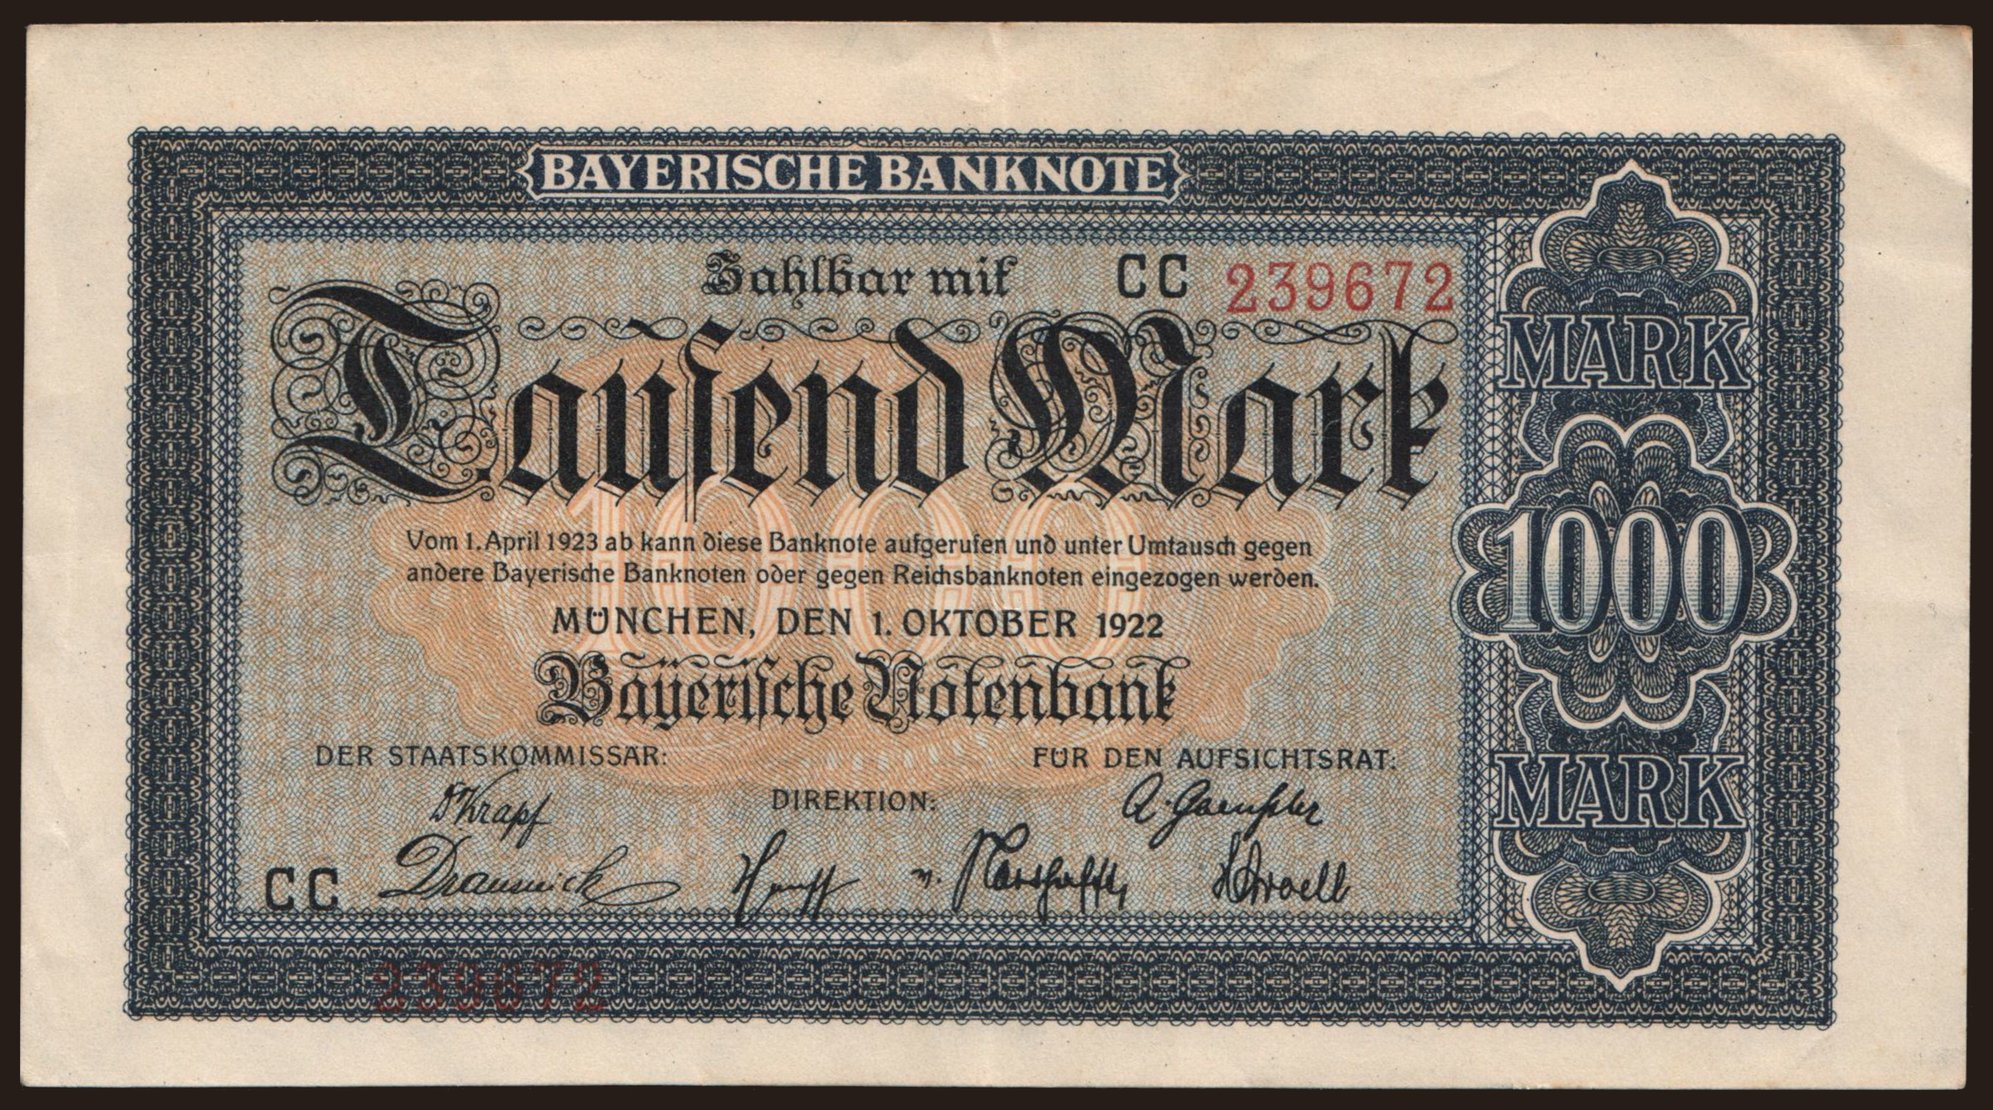 BAYERISCHE BANKNOTE
Zahlbar mit CC 239672
Tausend Mark
Vom 1. April 1923 ab kann diese Banknote aufgerufen und unter Umtausch gegen
andere Bayerische Banknoten oder gegen Reichsbanknoten eingezogen werden.
MÜNCHEN, DEN 1. OKTOBER 1922
Bayerische Notenbank
DER STAATSKOMMISSÄR:
FÜR DEN AUFSICHTSRAT:
DIREKTION:
CC
239672
MARK
1000
MARK
1000